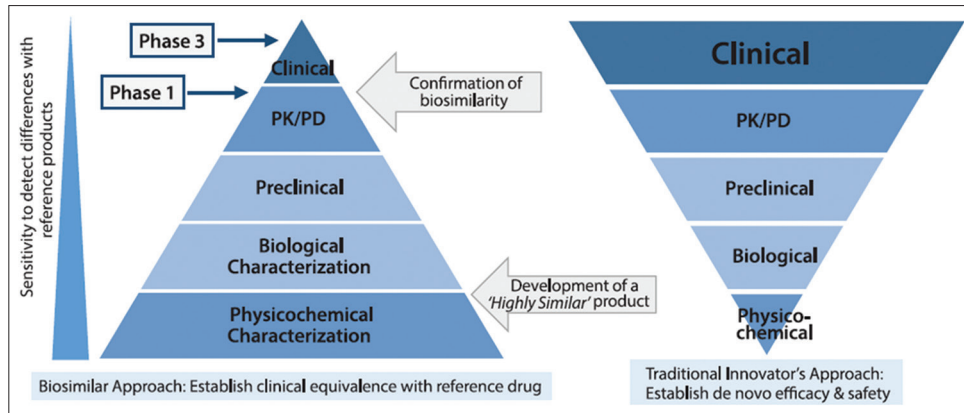 Sensitivity to detect differences with
reference products
Phase 3
Phase 1
Clinical
PK/PD
Preclinical
Biological
Characterization
Physicochemical
Characterization
Confirmation of
biosimilarity
Development of a
'Highly Similar' product
Biosimilar Approach: Establish clinical equivalence with reference drug
Clinical
PK/PD
Preclinical
Biological
Physico-
chemical
Traditional Innovator's Approach:
Establish de novo efficacy & safety